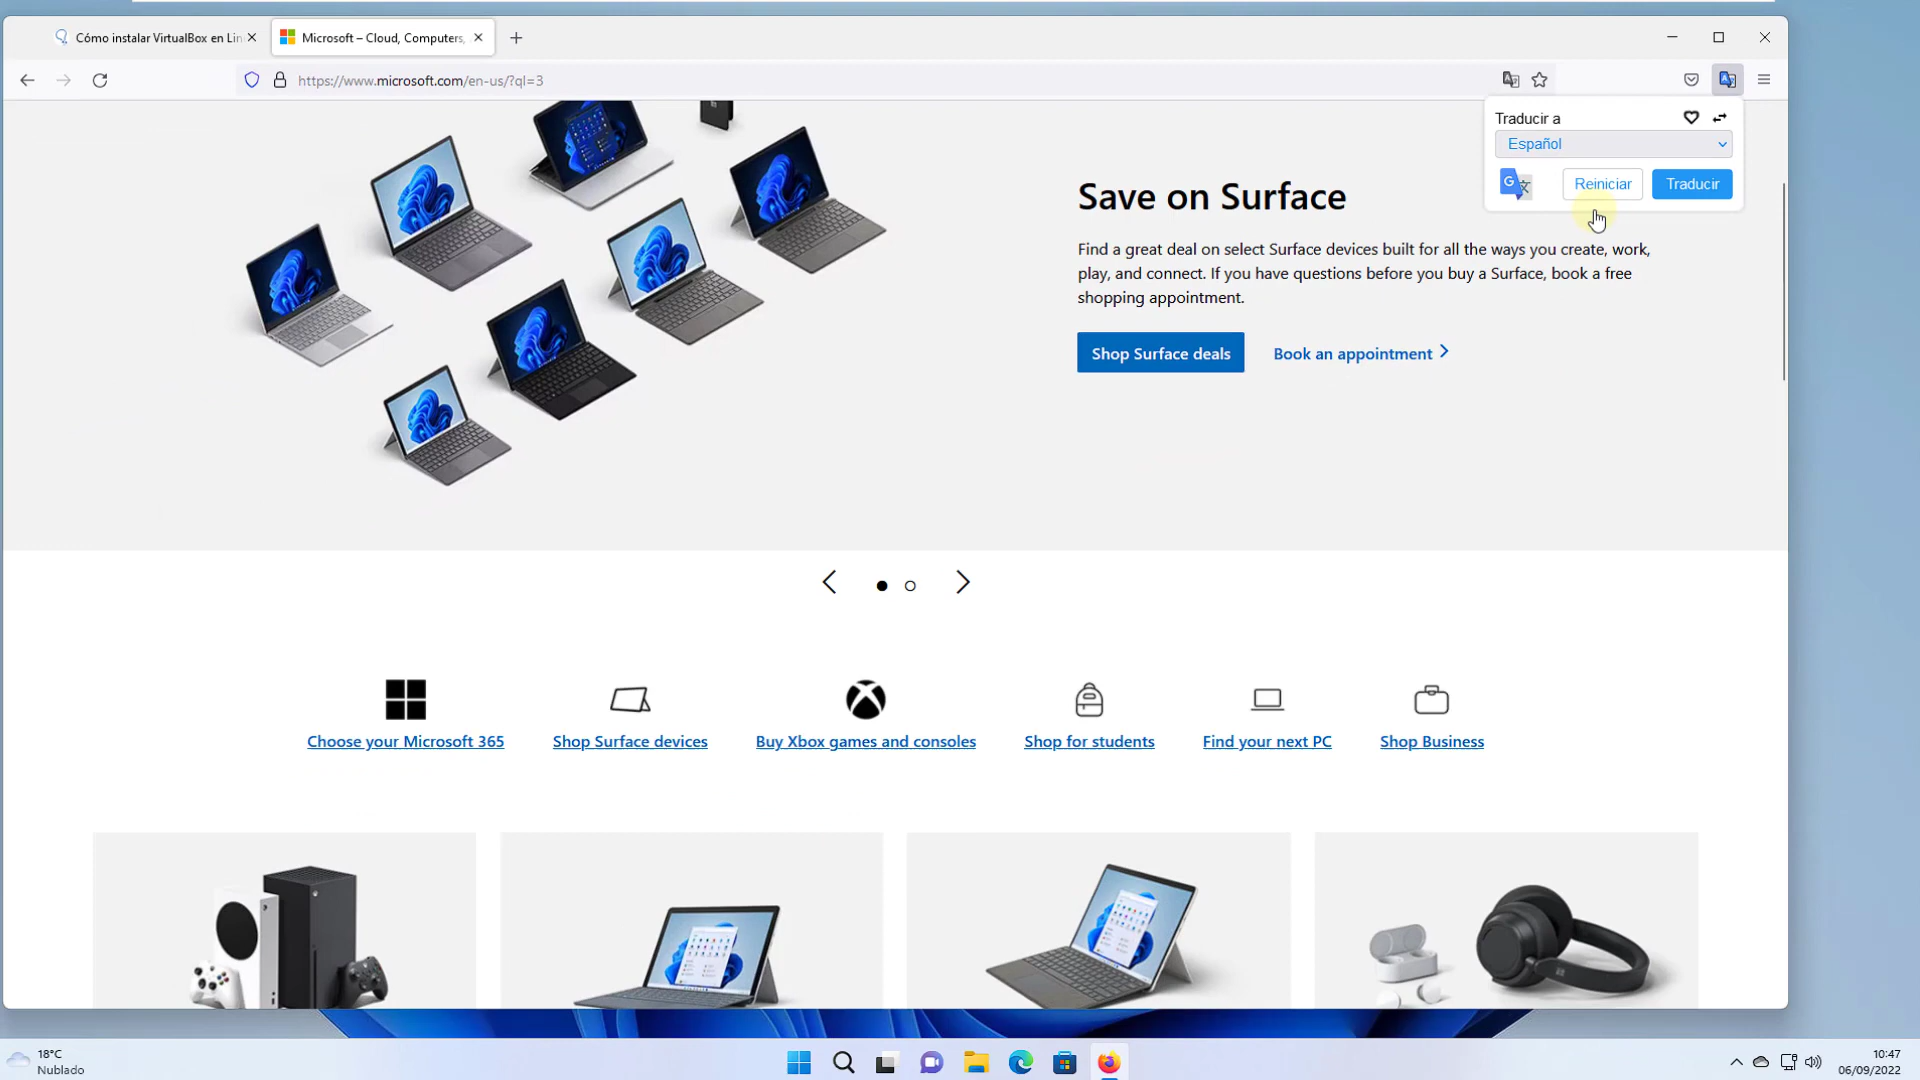 Cómo instalar VirtualBox en Lin
Microsoft – Cloud, Computers,
https://www.microsoft.com/en-us/?ql=3
Traducir a
Español
Reiniciar
Traducir
Save on Surface
Find a great deal on select Surface devices built for all the ways you create, work,
play, and connect. If you have questions before you buy a Surface, book a free
shopping appointment.
Shop Surface deals
Book an appointment
Choose your Microsoft 365
Shop Surface devices
Buy Xbox games and consoles
Shop for students
Find your next PC
Shop Business
18°C
Nublado
10:47
06/09/2022